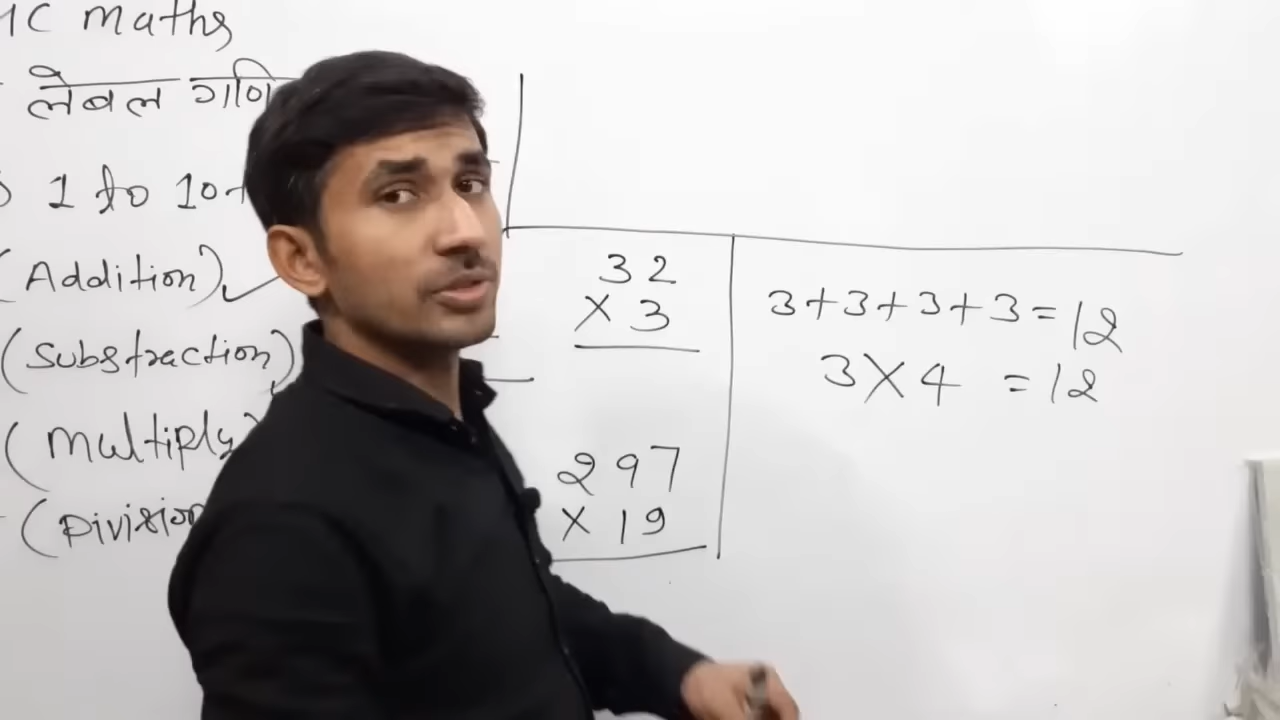 maths
लेबल
1 to 10
(Addition) ✓
(Substraction)
(Multiply)
(Division
32
× 3
297
× 19
3+3+3+3=12
3×4 =12